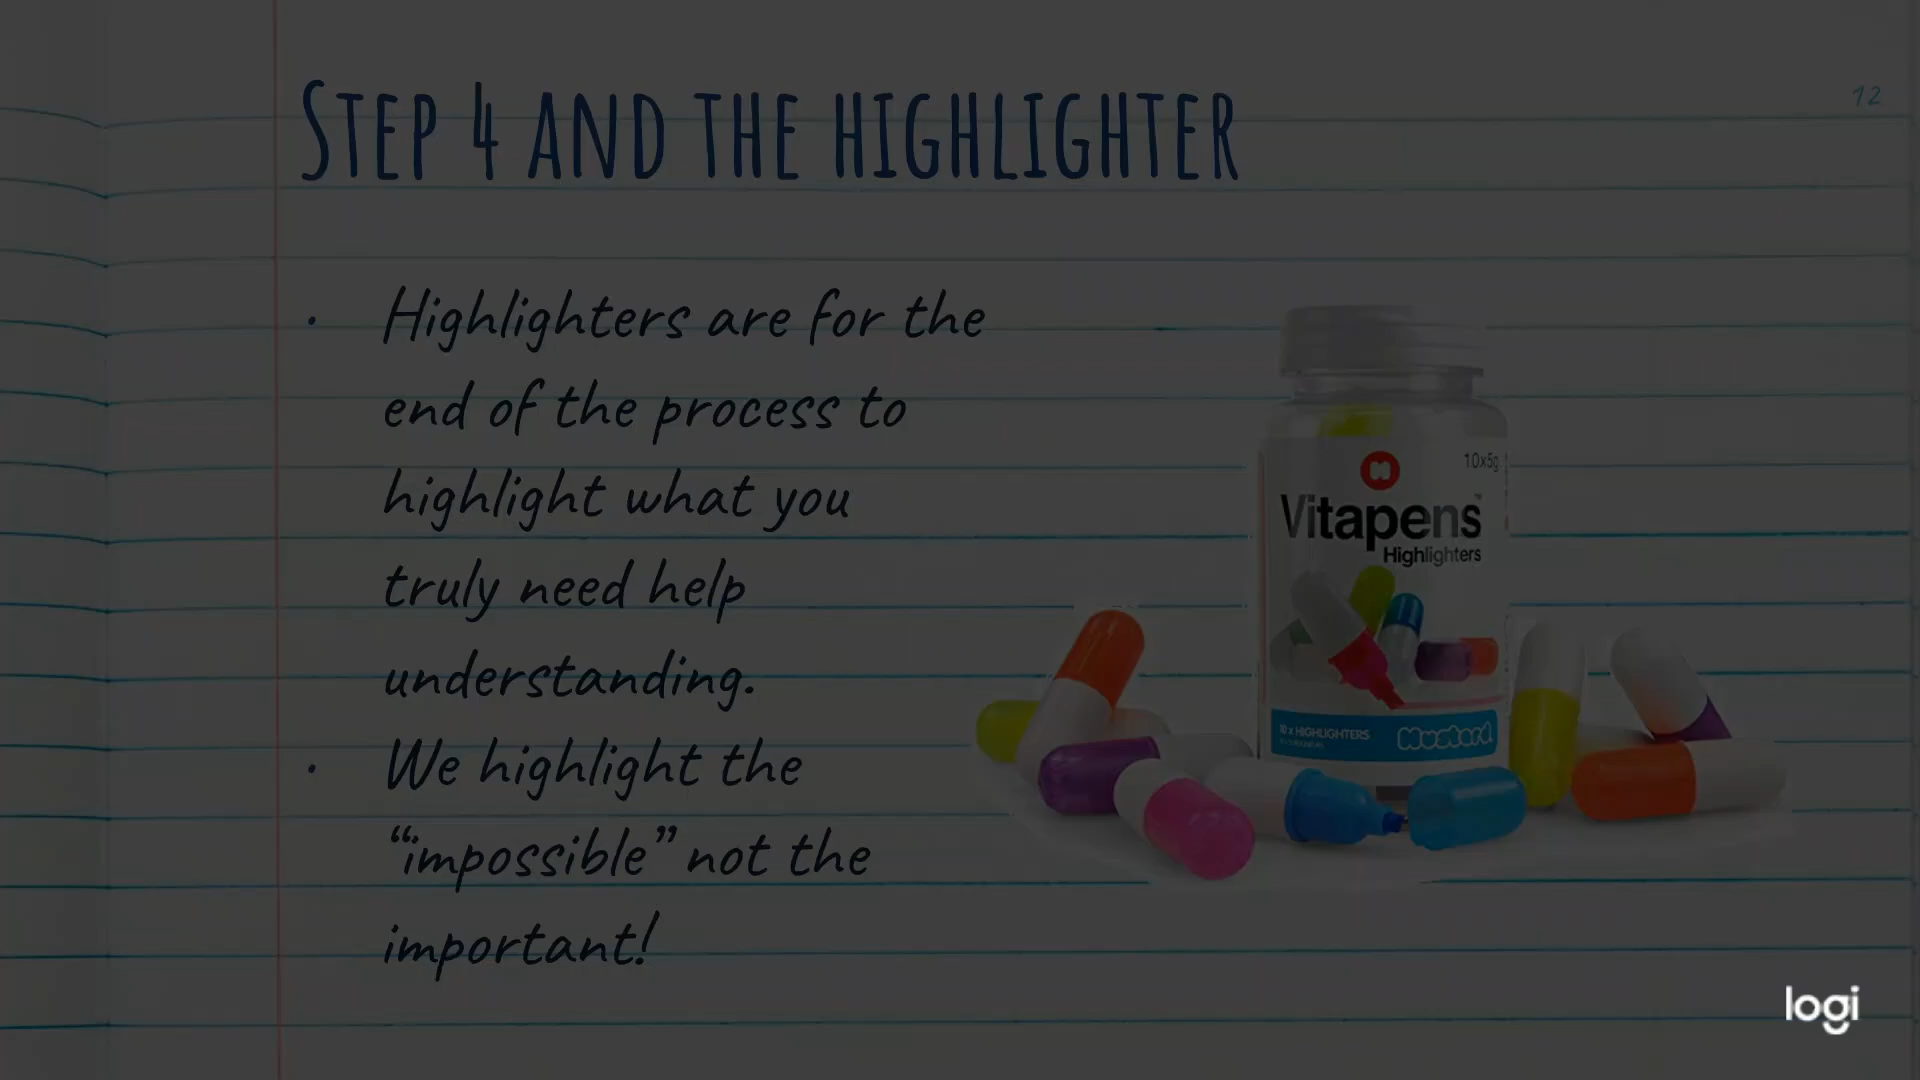 Step 4 and the highlighter
12
• Highlighters are for the
end of the process to
highlight what you
truly need help
understanding.
• We highlight the
“impossible” not the
important!
10x5g
Vitapens™
Highlighters
10 x HIGHLIGHTERS
Mustard
logi